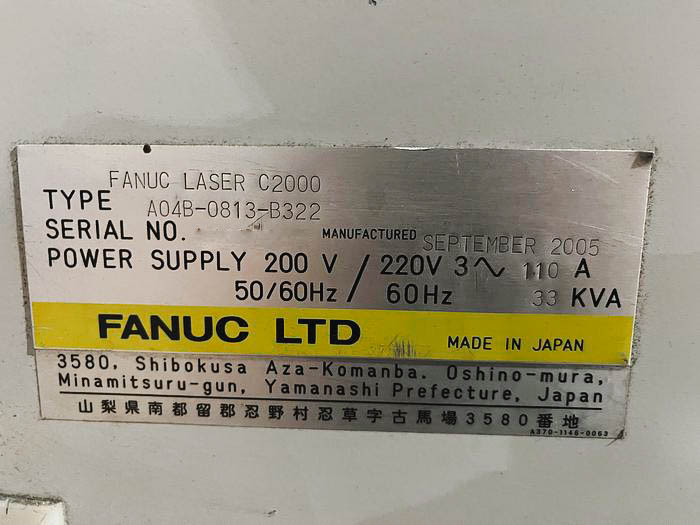 FANUC LASER C2000
TYPE A04B-0813-B322
SERIAL NO. MANUFACTURED SEPTEMBER 2005
POWER SUPPLY 200 V / 220V 3∿ 110 A
50/60Hz / 60Hz 33 KVA
FANUC LTD MADE IN JAPAN
3580, Shibokusa Aza-Komanba. Oshino-mura,
Minamitsuru-gun, Yamanashi Prefecture, Japan
山梨県南都留郡忍野村忍草字古馬場3580番地
A370-1146-0063